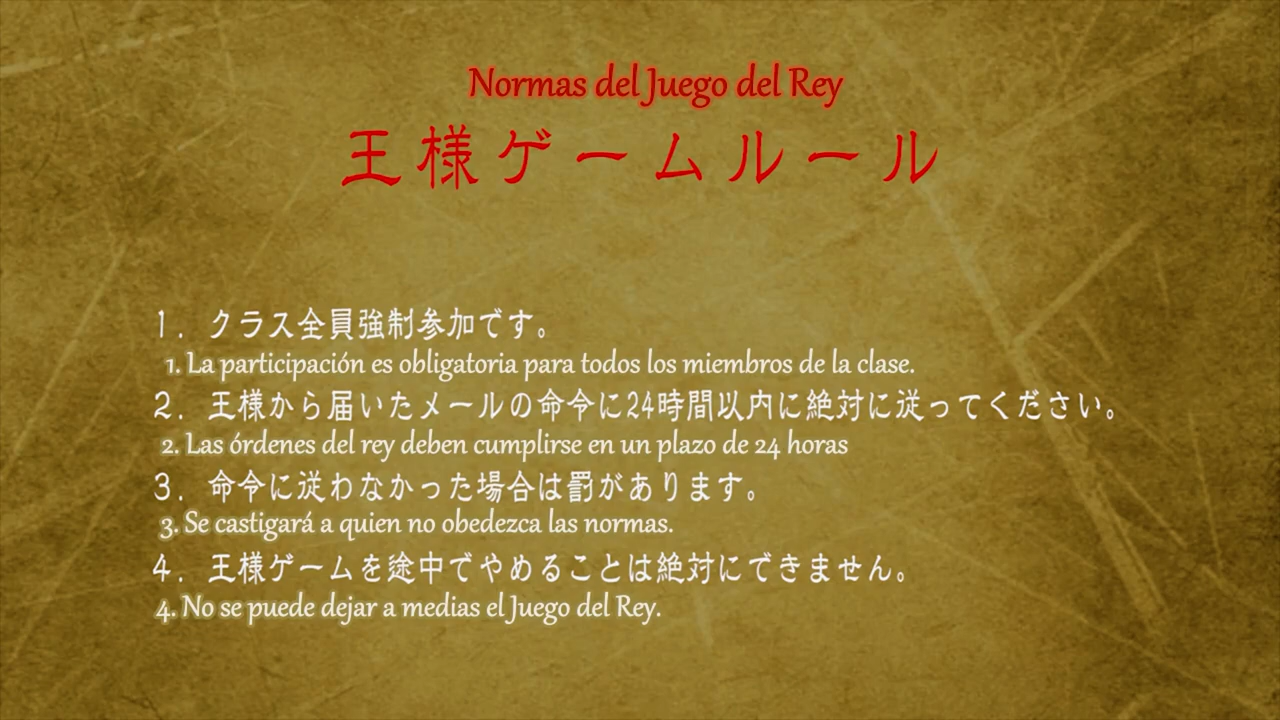 Normas del Juego del Rey
王様ゲームルール
1．クラス全員強制参加です。
1. La participación es obligatoria para todos los miembros de la clase.
2．王様から届いたメールの命令に24時間以内に絶対に従ってください。
2. Las órdenes del rey deben cumplirse en un plazo de 24 horas
3．命令に従わなかった場合は罰があります。
3. Se castigará a quien no obedezca las normas.
4．王様ゲームを途中でやめることは絶対にできません。
4. No se puede dejar a medias el Juego del Rey.